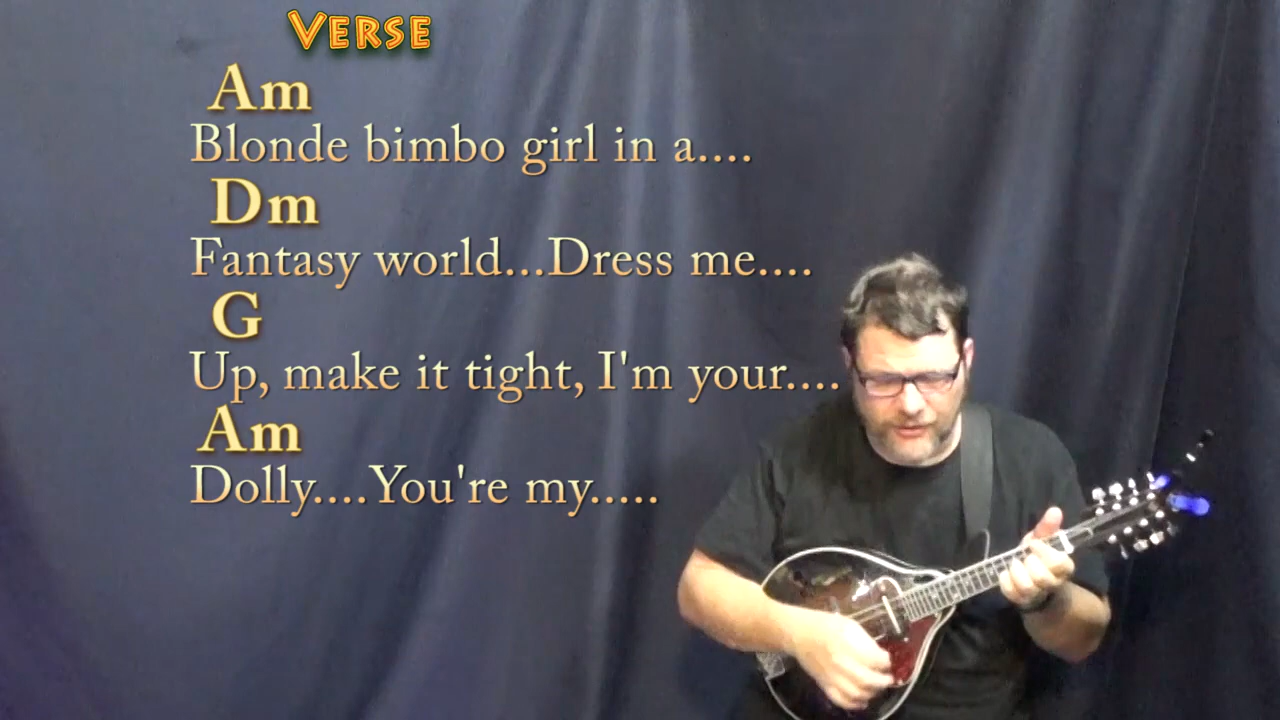 VERSE
Am
Blonde bimbo girl in a....
Dm
Fantasy world...Dress me....
G
Up, make it tight, I'm your....
Am
Dolly....You're my.....